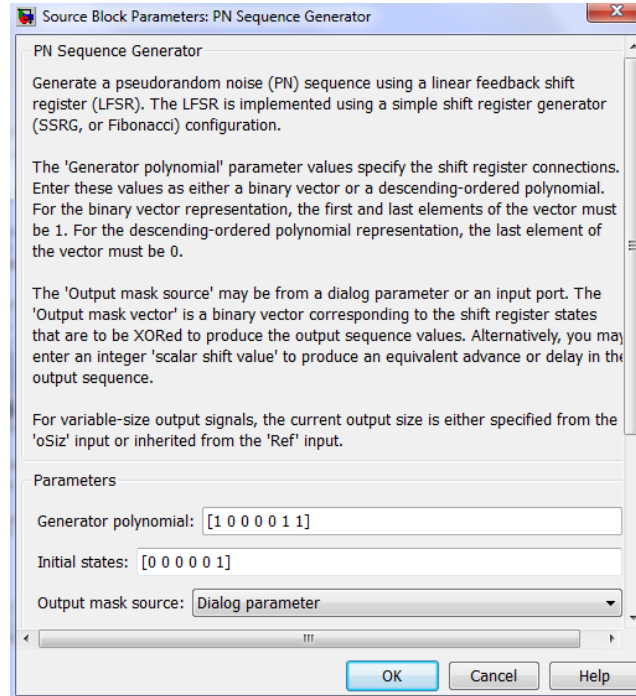 Source Block Parameters: PN Sequence Generator
PN Sequence Generator
Generate a pseudorandom noise (PN) sequence using a linear feedback shift
register (LFSR). The LFSR is implemented using a simple shift register generator
(SSRG, or Fibonacci) configuration.
The 'Generator polynomial' parameter values specify the shift register connections.
Enter these values as either a binary vector or a descending-ordered polynomial.
For the binary vector representation, the first and last elements of the vector must
be 1. For the descending-ordered polynomial representation, the last element of
the vector must be 0.
The 'Output mask source' may be from a dialog parameter or an input port. The
'Output mask vector' is a binary vector corresponding to the shift register states
that are to be XORed to produce the output sequence values. Alternatively, you may
enter an integer 'scalar shift value' to produce an equivalent advance or delay in the
output sequence.
For variable-size output signals, the current output size is either specified from the
'oSiz' input or inherited from the 'Ref' input.
Parameters
Generator polynomial: [1 0 0 0 0 1 1]
Initial states: [0 0 0 0 0 1]
Output mask source: Dialog parameter
OK Cancel Help